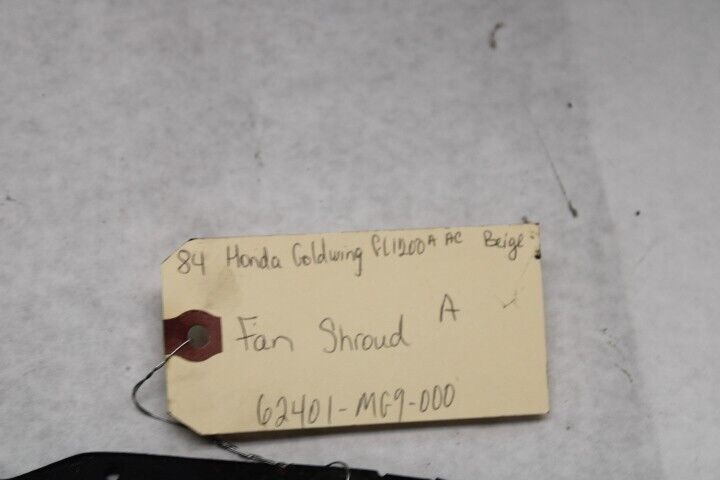 84 Honda Goldwing GL1200A AC Beige
Fan Shroud A
62401-MG9-000